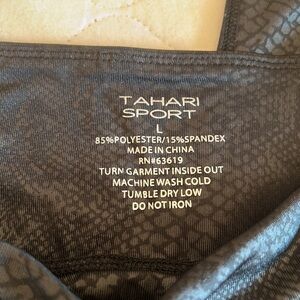 TAHARI
SPORT
L
85%POLYESTER/15%SPANDEX
MADE IN CHINA
RN#63619
TURN GARMENT INSIDE OUT
MACHINE WASH COLD
TUMBLE DRY LOW
DO NOT IRON